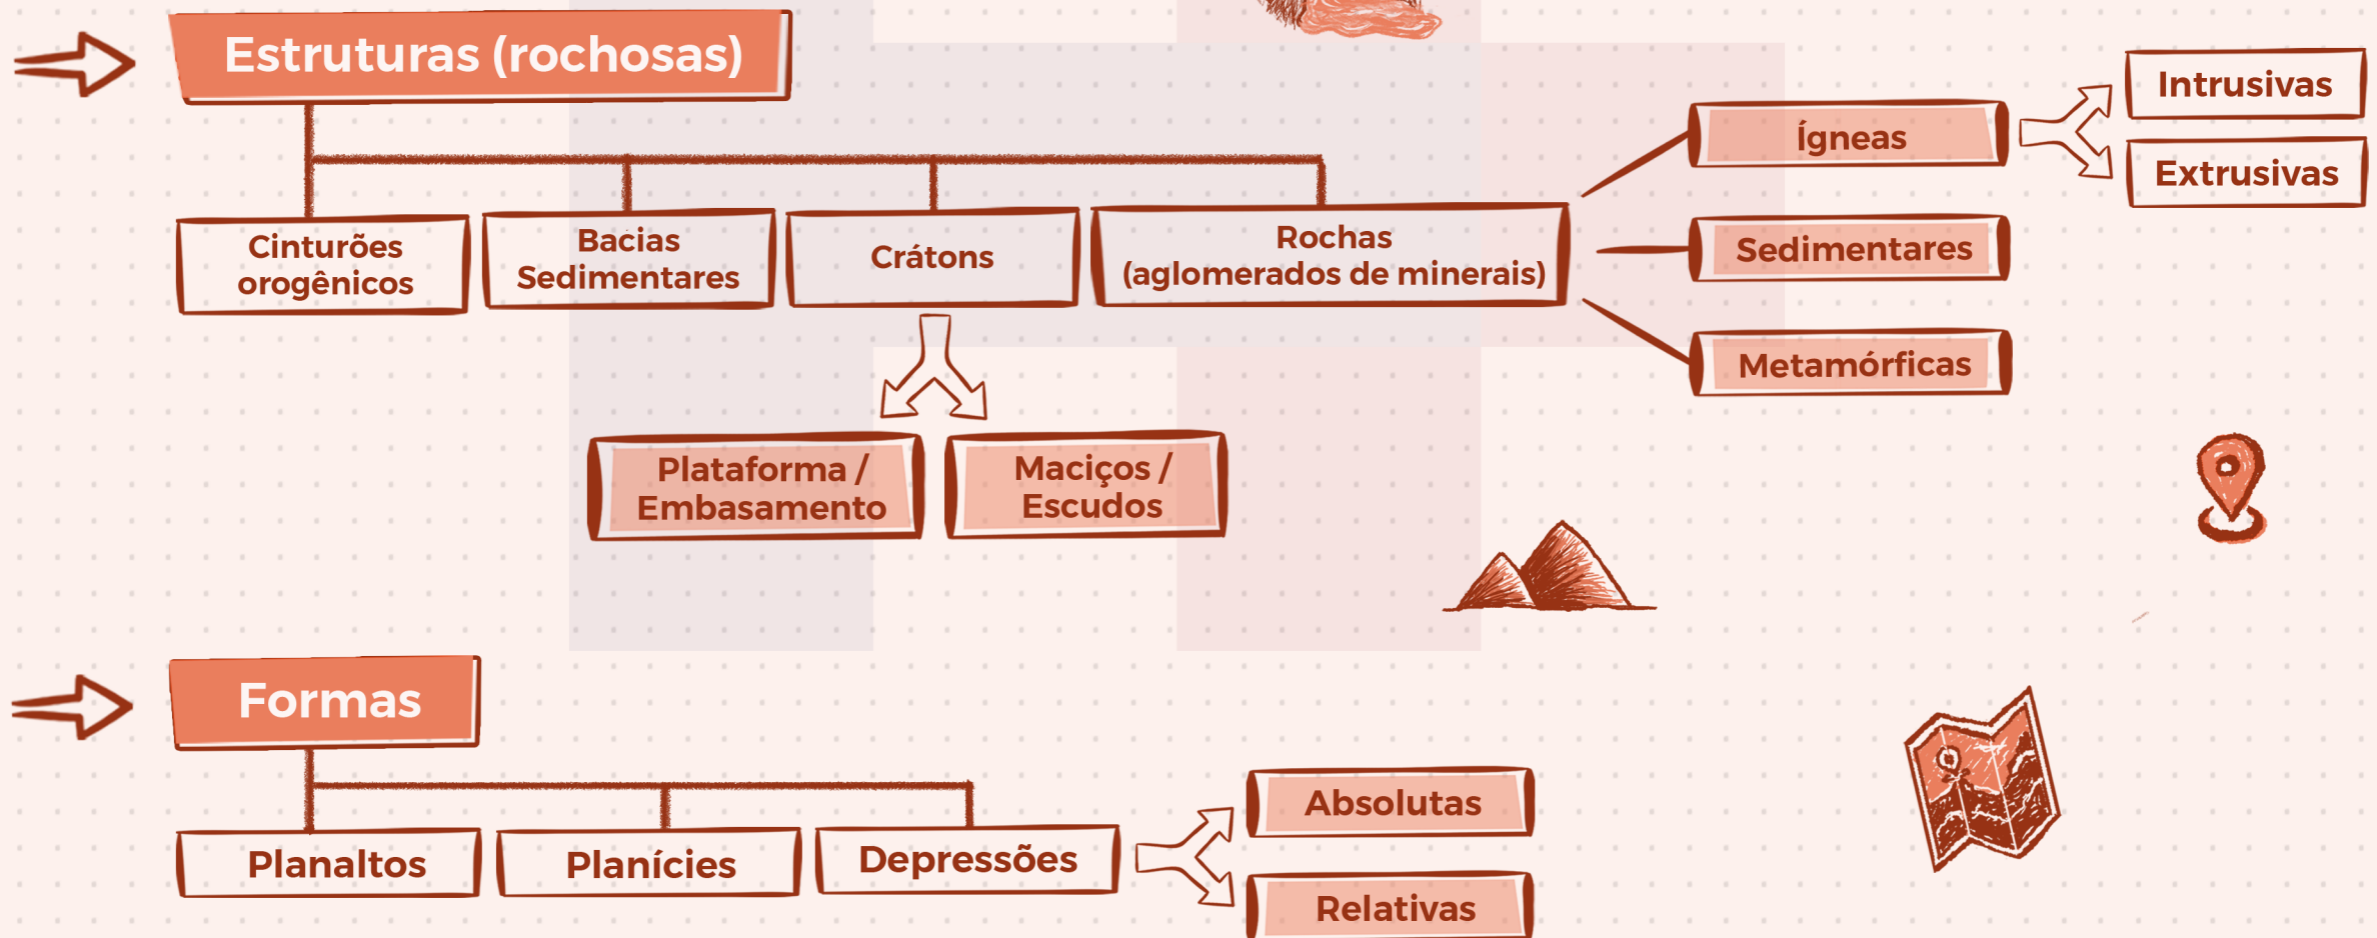 Estruturas (rochosas)
Cinturões
orogênicos
Bacias
Sedimentares
Crátons
Rochas
(aglomerados de minerais)
Ígneas
Intrusivas
Extrusivas
Sedimentares
Metamórficas
Plataforma /
Embasamento
Maciços /
Escudos
Formas
Planaltos
Planícies
Depressões
Absolutas
Relativas